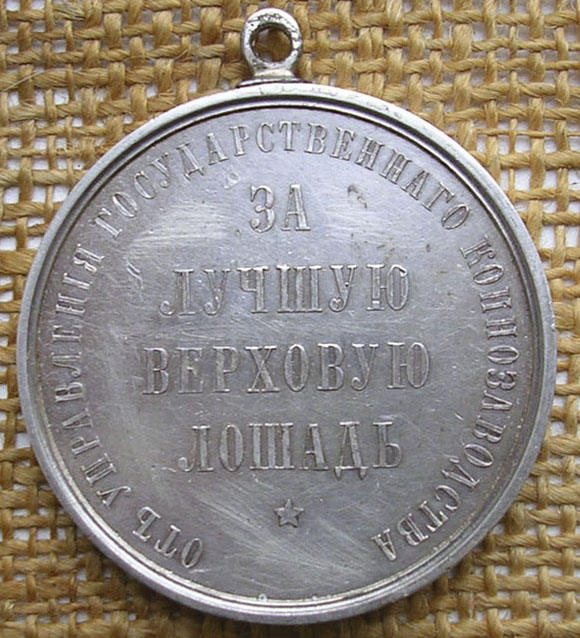 ОТЪ УПРАВЛЕНІЯ ГОСУДАРСТВЕННАГО КОННОЗАВОДСТВА
ЗА
ЛУЧШУЮ
ВЕРХОВУЮ
ЛОШАДЬ